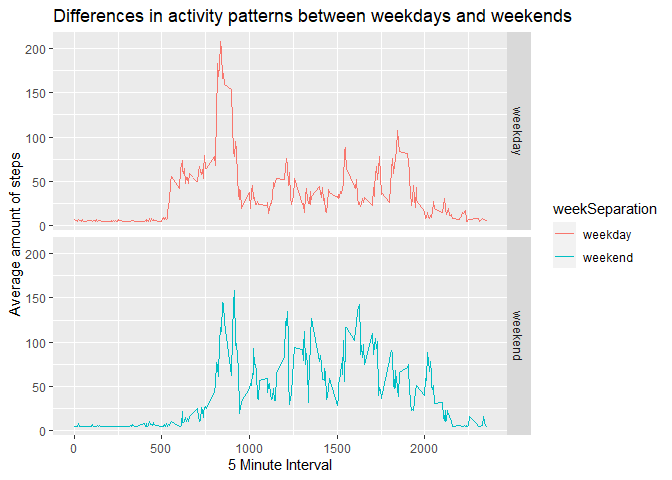 Differences in activity patterns between weekdays and weekends
Average amount of steps
200
150
100
50
0
weekday
200
150
100
50
0
weekend
0
500
1000
1500
2000
5 Minute Interval
weekSeparation
weekday
weekend